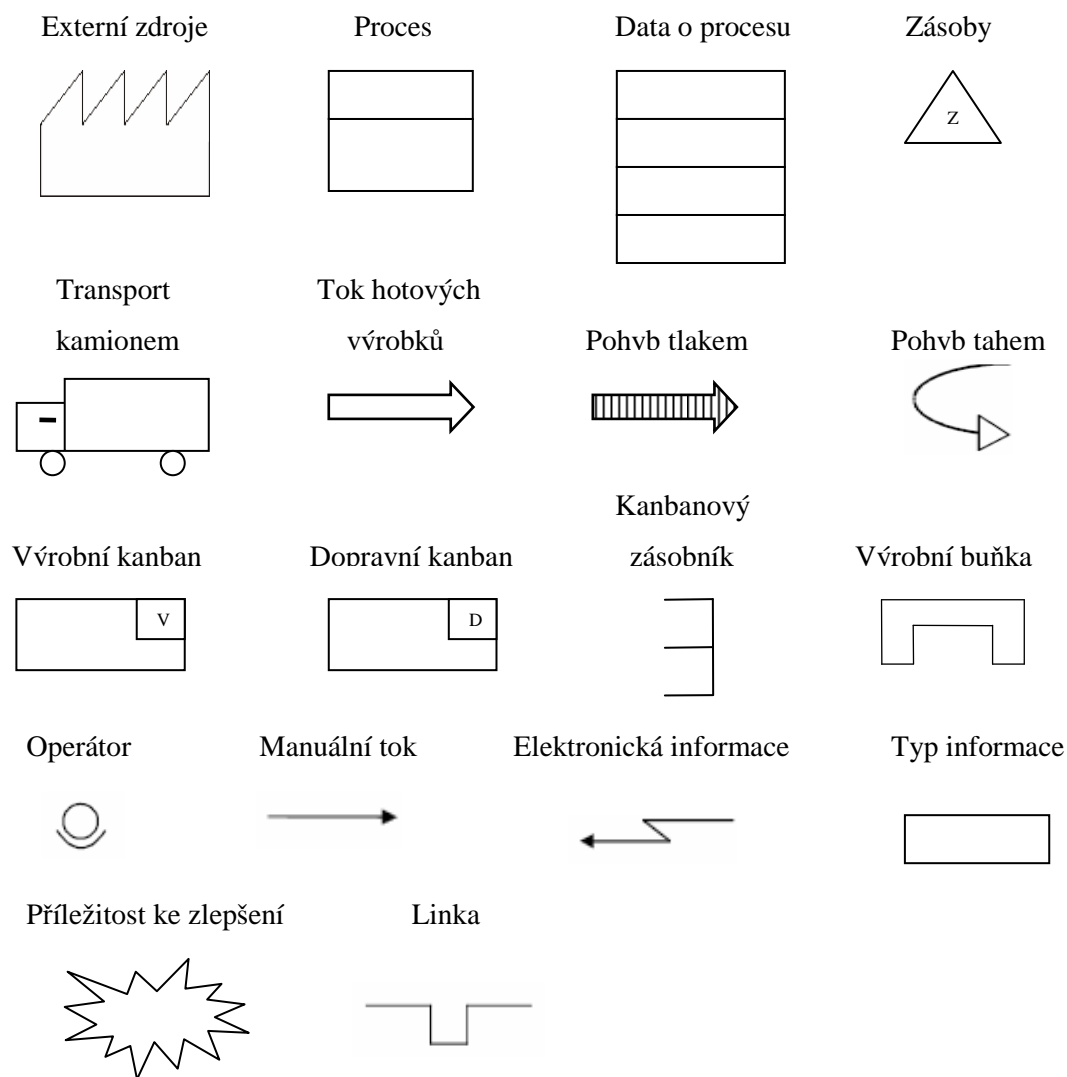 Externí zdroje Proces Data o procesu Zásoby
Z
Transport Tok hotových
kamionem výrobků Pohyb tlakem Pohyb tahem
Kanbanový
Výrobní kanban Dopravní kanban zásobník Výrobní buňka
V D
Operátor Manuální tok Elektronická informace Typ informace
Příležitost ke zlepšení Linka